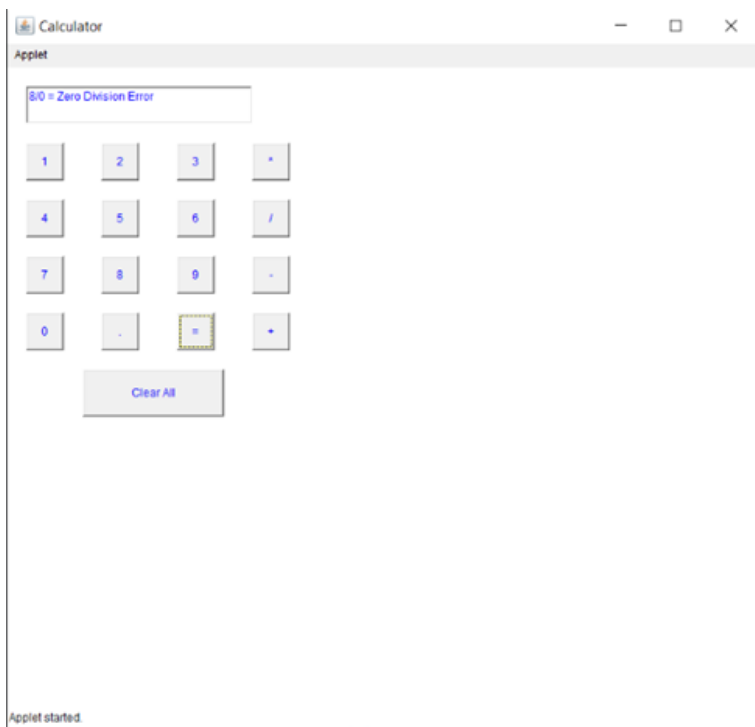 Calculator
Applet
8/0 = Zero Division Error
1 2 3 *
4 5 6 /
7 8 9 -
0 . = +
Clear All
Applet started.